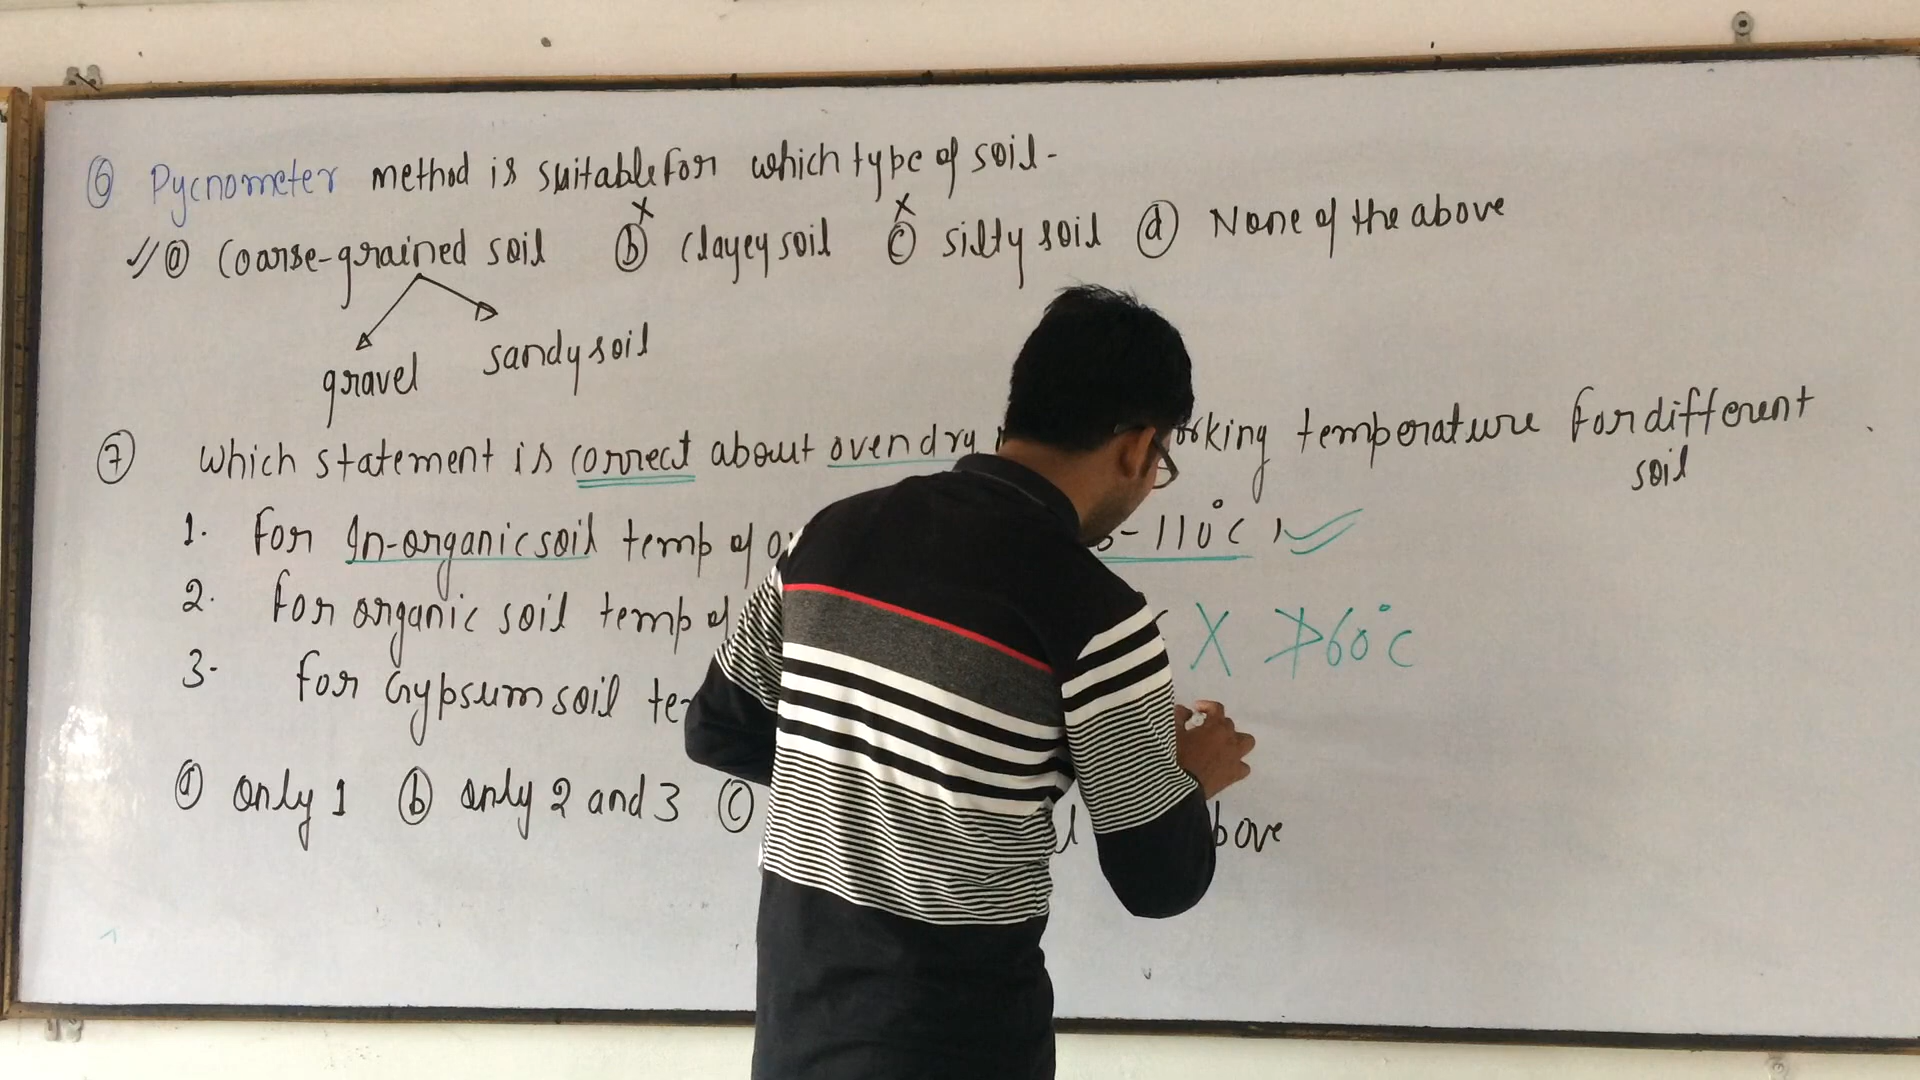 6 Pycnometer method is suitable for which type of soil-
X X
a Coarse-grained soil b Clayey soil c silty soil d None of the above
gravel sandy soil
7 which statement is correct about oven dry temperature for different
soil
1. for In-organic soil temp of -110°C
2. for organic soil temp of X ≯60°C
3- for Gypsum soil
a only 1 b only 2 and 3 c